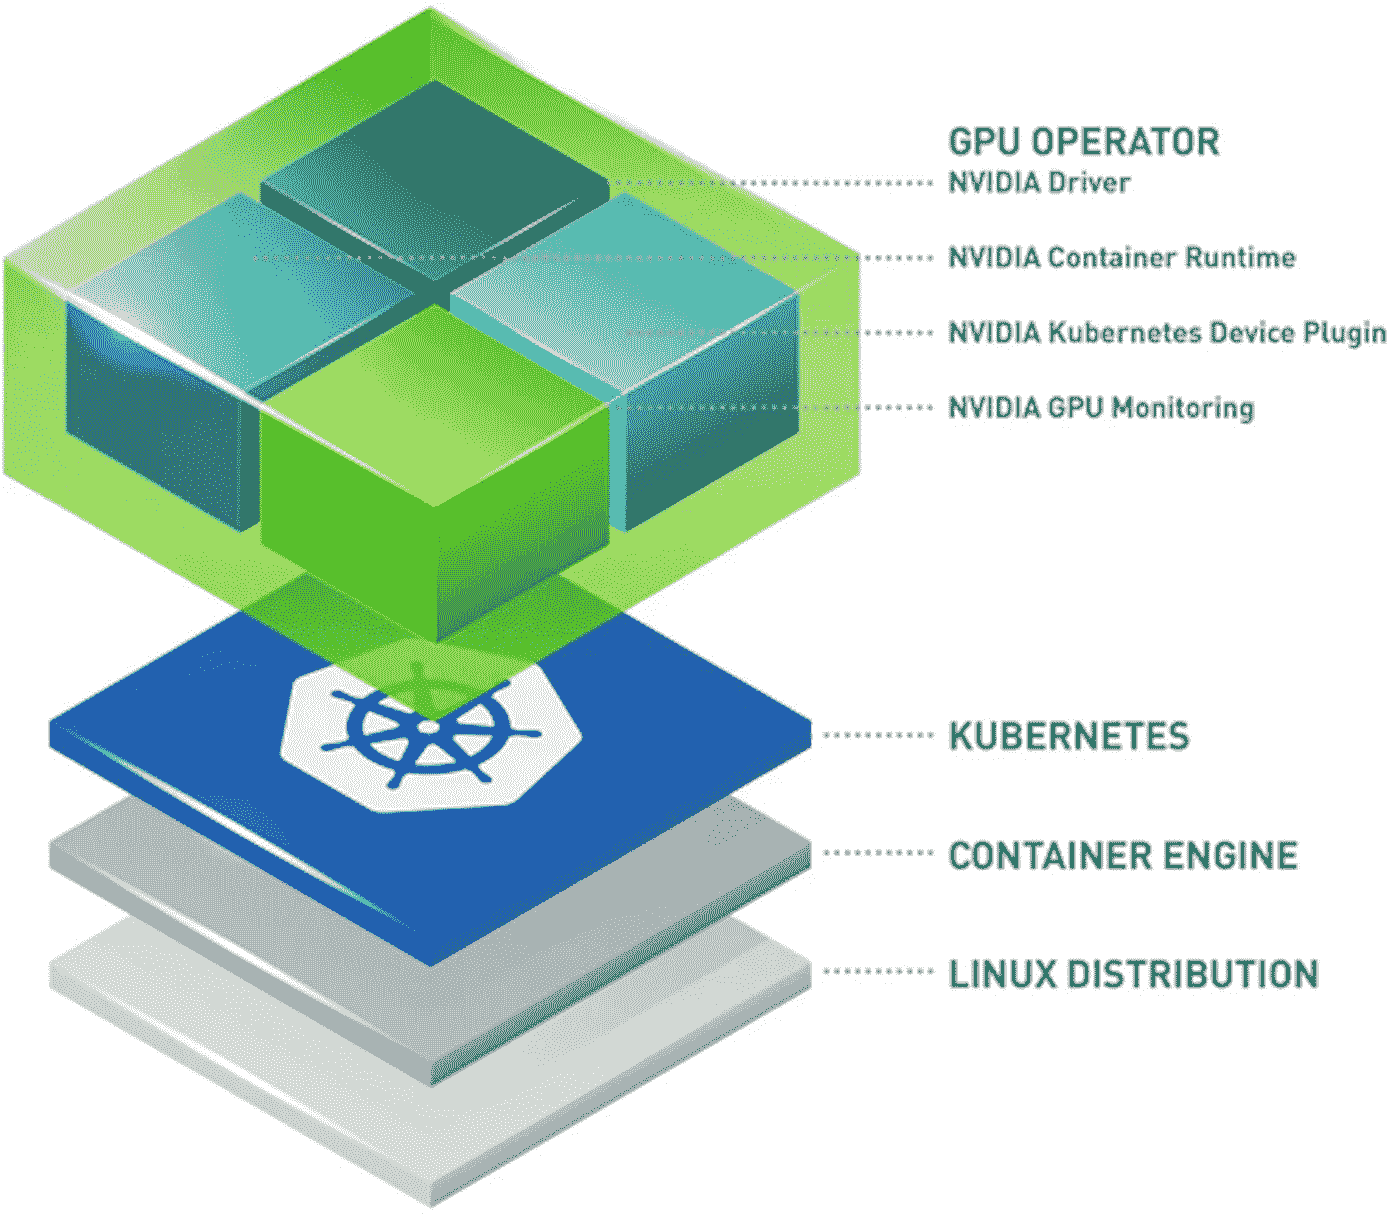 GPU OPERATOR
NVIDIA Driver
NVIDIA Container Runtime
NVIDIA Kubernetes Device Plugin
NVIDIA GPU Monitoring
KUBERNETES
CONTAINER ENGINE
LINUX DISTRIBUTION